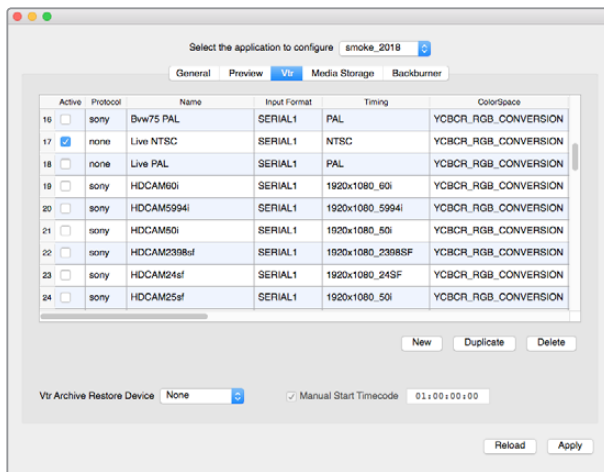 Select the application to configure smoke_2018
General Preview Vtr Media Storage Backburner
Active Protocol Name Input Format Timing ColorSpace
16 sony Bvw75 PAL SERIAL1 PAL YCBCR_RGB_CONVERSION
17 none Live NTSC SERIAL1 NTSC YCBCR_RGB_CONVERSION
18 none Live PAL SERIAL1 PAL YCBCR_RGB_CONVERSION
19 sony HDCAM60i SERIAL1 1920x1080_60i YCBCR_RGB_CONVERSION
20 sony HDCAM5994i SERIAL1 1920x1080_5994i YCBCR_RGB_CONVERSION
21 sony HDCAM50i SERIAL1 1920x1080_50i YCBCR_RGB_CONVERSION
22 sony HDCAM2398sf SERIAL1 1920x1080_2398SF YCBCR_RGB_CONVERSION
23 sony HDCAM24sf SERIAL1 1920x1080_24SF YCBCR_RGB_CONVERSION
24 sony HDCAM25sf SERIAL1 1920x1080_50i YCBCR_RGB_CONVERSION
New Duplicate Delete
Vtr Archive Restore Device None Manual Start Timecode 01:00:00:00
Reload Apply